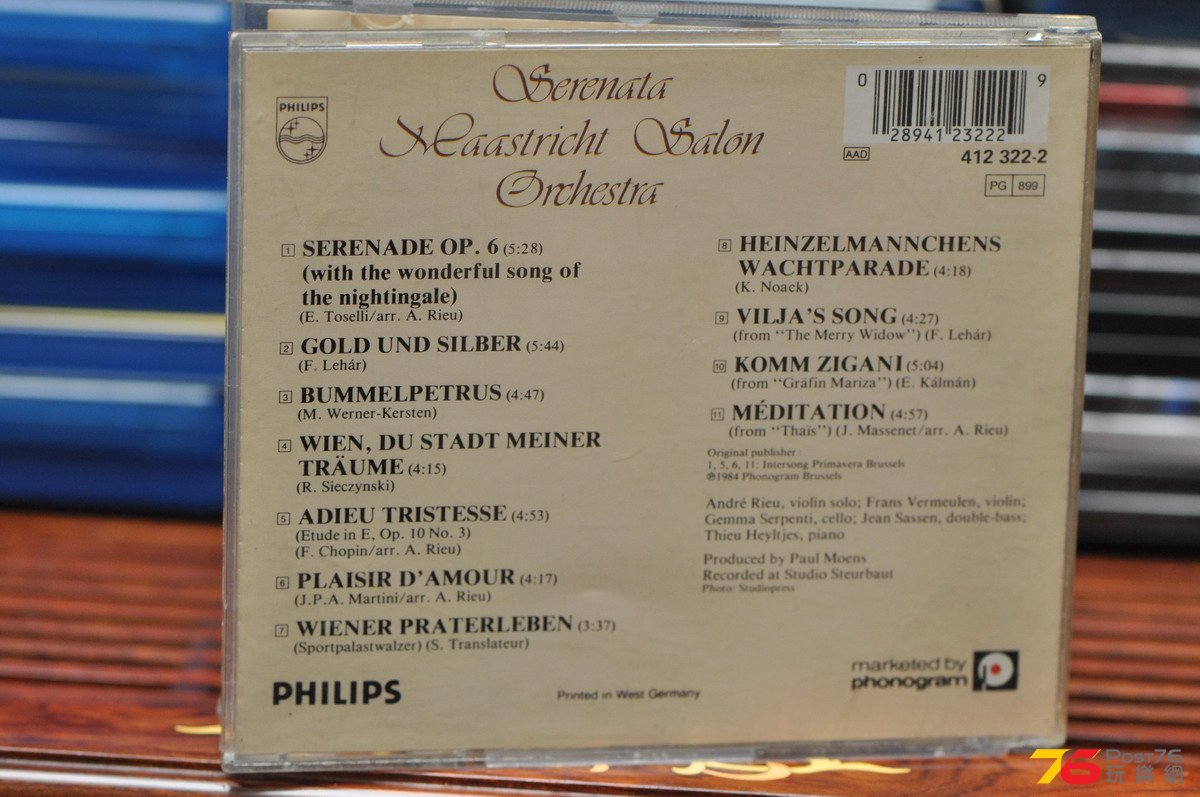 PHILIPS
Serenata
Maastricht Salon
Orchestra
0 28941 23222 9
AAD
412 322-2
PG 899
1 SERENADE OP. 6 (5:28)
(with the wonderful song of
the nightingale)
(E. Toselli/arr. A. Rieu)
2 GOLD UND SILBER (5:44)
(F. Lehár)
3 BUMMELPETRUS (4:47)
(M. Werner-Kersten)
4 WIEN, DU STADT MEINER
TRÄUME (4:15)
(R. Sieczynski)
5 ADIEU TRISTESSE (4:53)
(Etude in E, Op. 10 No. 3)
(F. Chopin/arr. A. Rieu)
6 PLAISIR D'AMOUR (4:17)
(J.P.A. Martini/arr. A. Rieu)
7 WIENER PRATERLEBEN (3:37)
(Sportpalastwalzer) (S. Translateur)
8 HEINZELMANNCHENS
WACHTPARADE (4:18)
(K. Noack)
9 VILJA'S SONG (4:27)
(from "The Merry Widow") (F. Lehár)
10 KOMM ZIGANI (5:04)
(from "Gräfin Mariza") (E. Kálmán)
11 MÉDITATION (4:57)
(from "Thais") (J. Massenet/arr. A. Rieu)
Original publisher:
1, 5, 6, 11: Intersong Primavera Brussels
℗1984 Phonogram Brussels
André Rieu, violin solo; Frans Vermeulen, violin;
Gemma Serpenti, cello; Jean Sassen, double-bass;
Thieu Heyltjes, piano
Produced by Paul Moens
Recorded at Studio Steurbaut
Photo: Studiopress
PHILIPS
Printed in West Germany
marketed by
phonogram
76 Post76
玩樂網